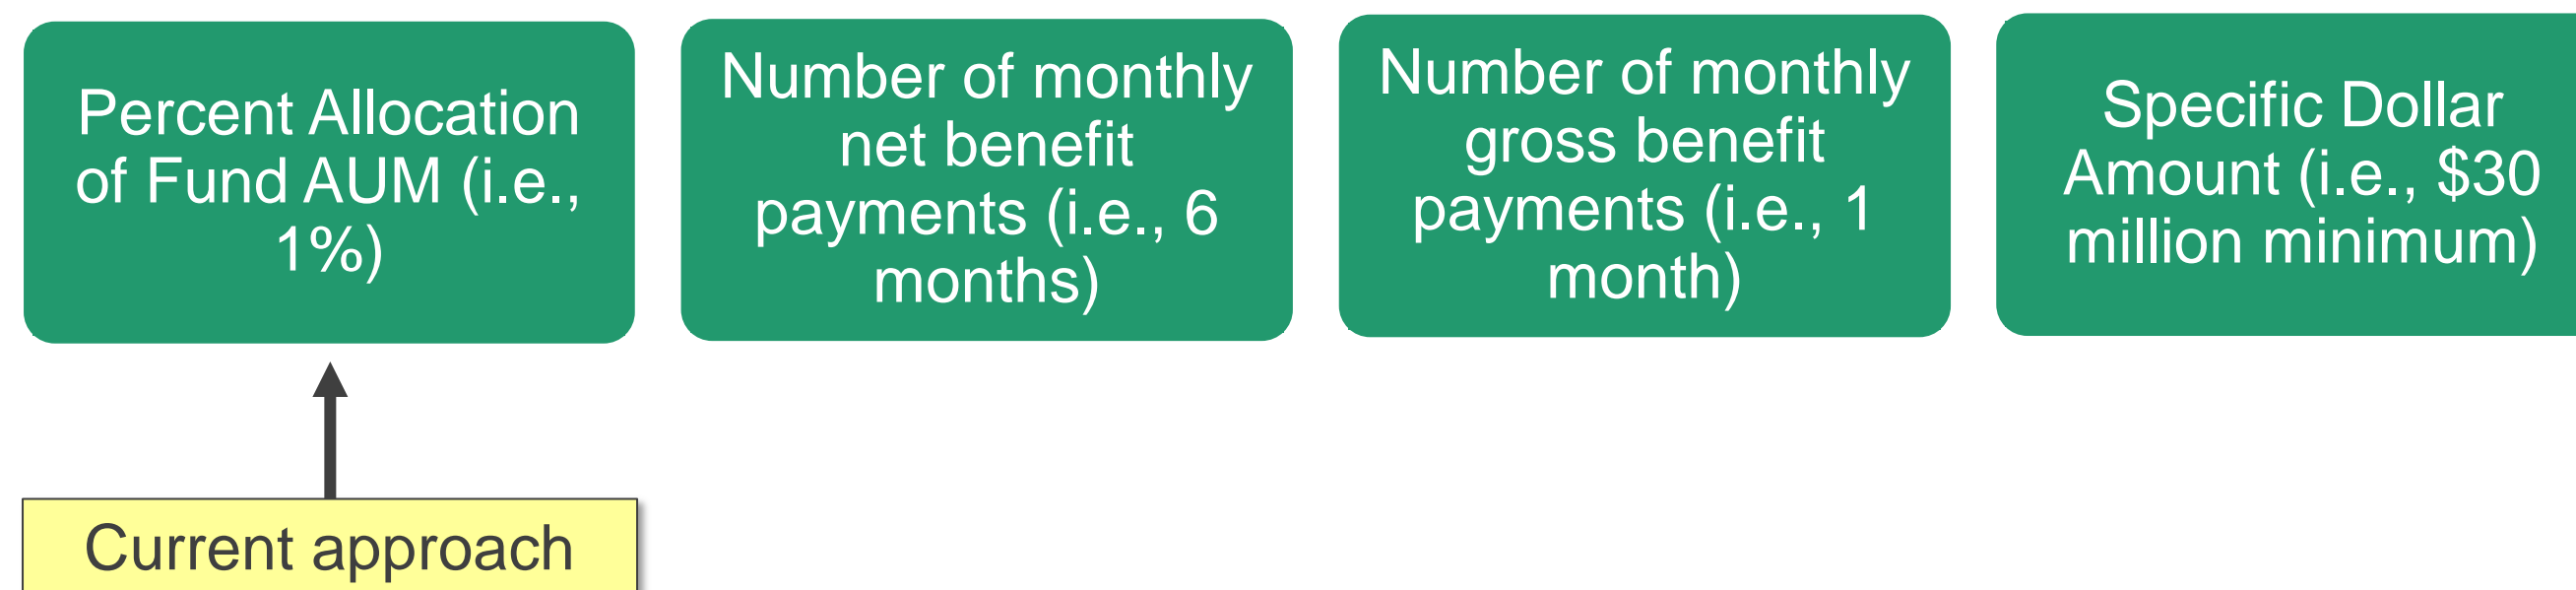 Percent Allocation
of Fund AUM (i.e.,
1%)
Number of monthly
net benefit
payments (i.e., 6
months)
Number of monthly
gross benefit
payments (i.e., 1
month)
Specific Dollar
Amount (i.e., $30
million minimum)
Current approach